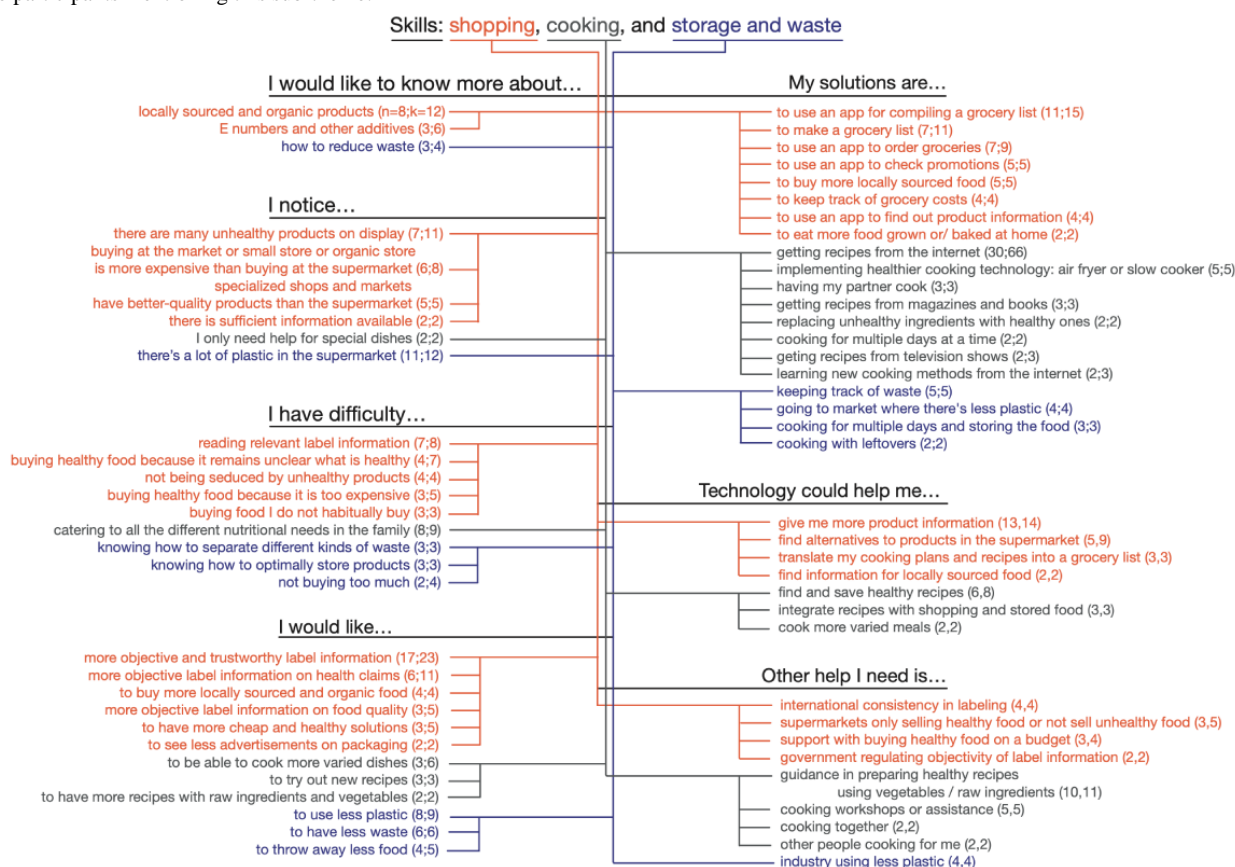 Skills: shopping, cooking, and storage and waste
I would like to know more about...
locally sourced and organic products (n=8;k=12)
E numbers and other additives (3;6)
how to reduce waste (3;4)
I notice...
there are many unhealthy products on display (7;11)
buying at the market or small store or organic store
is more expensive than buying at the supermarket (6;8)
specialized shops and markets
have better-quality products than the supermarket (5;5)
there is sufficient information available (2;2)
I only need help for special dishes (2;2)
there's a lot of plastic in the supermarket (11;12)
I have difficulty...
reading relevant label information (7;8)
buying healthy food because it remains unclear what is healthy (4;7)
not being seduced by unhealthy products (4;4)
buying healthy food because it is too expensive (3;5)
buying food I do not habitually buy (3;3)
catering to all the different nutritional needs in the family (8;9)
knowing how to separate different kinds of waste (3;3)
knowing how to optimally store products (3;3)
not buying too much (2;4)
I would like...
more objective and trustworthy label information (17;23)
more objective label information on health claims (6;11)
to buy more locally sourced and organic food (4;4)
more objective label information on food quality (3;5)
to have more cheap and healthy solutions (3;5)
to see less advertisements on packaging (2;2)
to be able to cook more varied dishes (3;6)
to try out new recipes (3;3)
to have more recipes with raw ingredients and vegetables (2;2)
to use less plastic (8;9)
to have less waste (6;6)
to throw away less food (4;5)
My solutions are...
to use an app for compiling a grocery list (11;15)
to make a grocery list (7;11)
to use an app to order groceries (7;9)
to use an app to check promotions (5;5)
to buy more locally sourced food (5;5)
to keep track of grocery costs (4;4)
to use an app to find out product information (4;4)
to eat more food grown or/ baked at home (2;2)
getting recipes from the internet (30;66)
implementing healthier cooking technology: air fryer or slow cooker (5;5)
having my partner cook (3;3)
getting recipes from magazines and books (3;3)
replacing unhealthy ingredients with healthy ones (2;2)
cooking for multiple days at a time (2;2)
geting recipes from television shows (2;3)
learning new cooking methods from the internet (2;3)
keeping track of waste (5;5)
going to market where there's less plastic (4;4)
cooking for multiple days and storing the food (3;3)
cooking with leftovers (2;2)
Technology could help me...
give me more product information (13,14)
find alternatives to products in the supermarket (5,9)
translate my cooking plans and recipes into a grocery list (3,3)
find information for locally sourced food (2,2)
find and save healthy recipes (6,8)
integrate recipes with shopping and stored food (3,3)
cook more varied meals (2,2)
Other help I need is...
international consistency in labeling (4,4)
supermarkets only selling healthy food or not sell unhealthy food (3,5)
support with buying healthy food on a budget (3,4)
government regulating objectivity of label information (2,2)
guidance in preparing healthy recipes
using vegetables / raw ingredients (10,11)
cooking workshops or assistance (5,5)
cooking together (2,2)
other people cooking for me (2,2)
industry using less plastic (4,4)